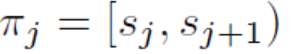 π_j = [s_j, s_{j+1})